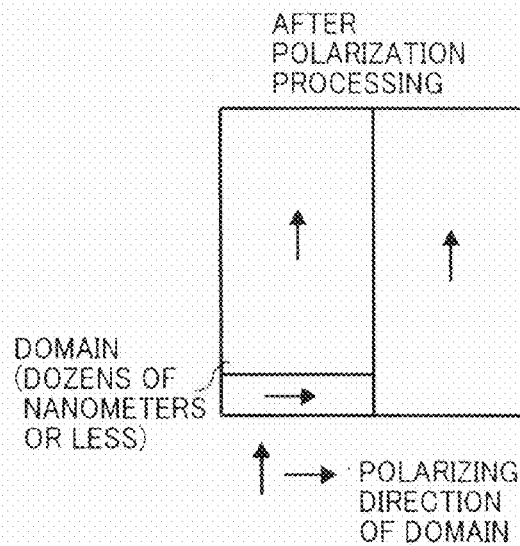 AFTER
POLARIZATION
PROCESSING
DOMAIN
(DOZENS OF
NANOMETERS
OR LESS)
POLARIZING
DIRECTION
OF DOMAIN